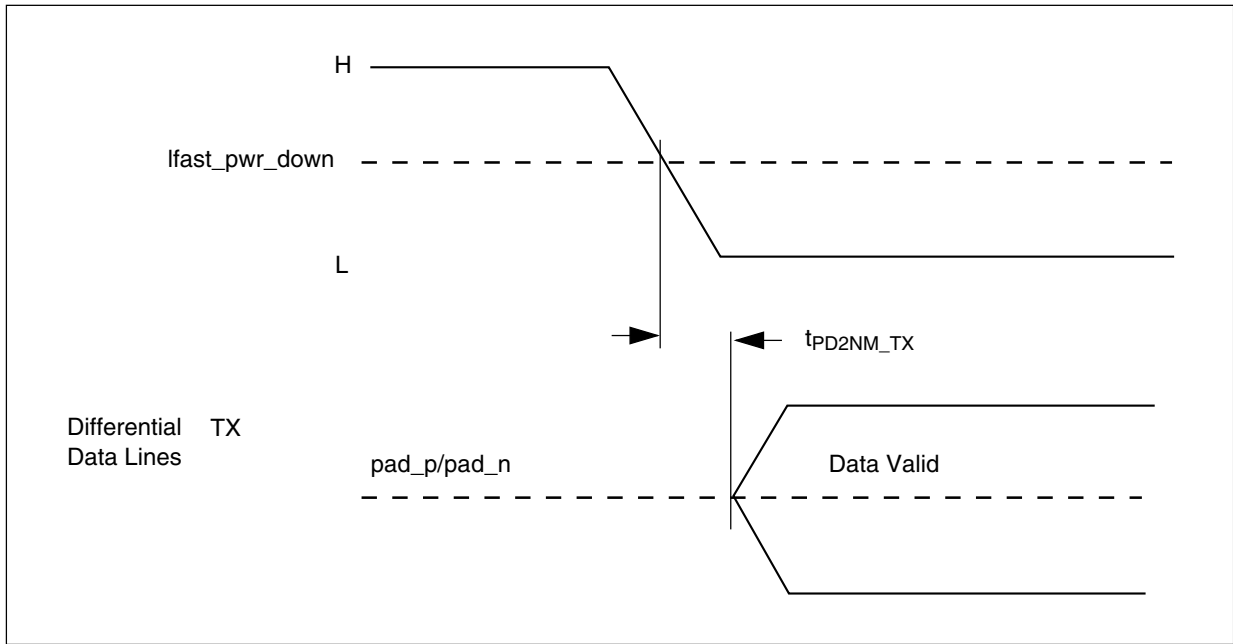 H
lfast_pwr_down
L
tPD2NM_TX
Differential TX
Data Lines
pad_p/pad_n
Data Valid